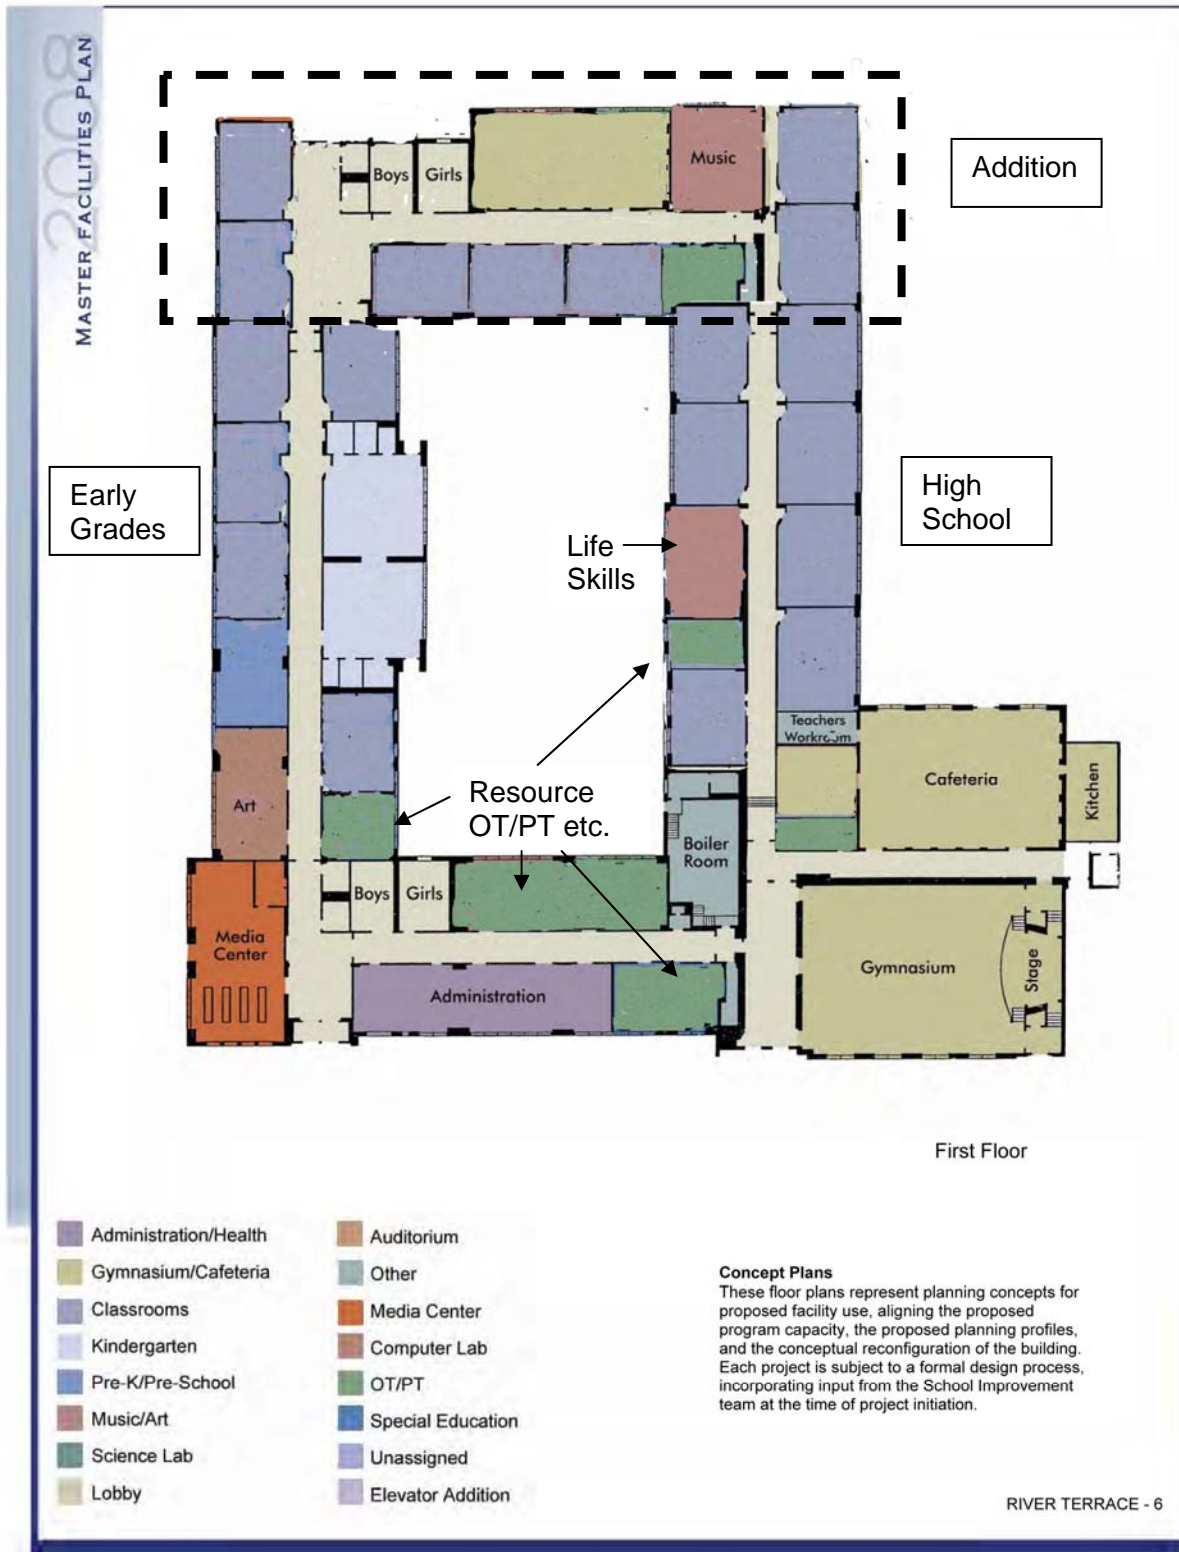 2008
MASTER FACILITIES PLAN
Addition
Boys
Girls
Music
Early
Grades
High
School
Life
Skills
Teachers
Workroom
Cafeteria
Kitchen
Art
Resource
OT/PT etc.
Boiler
Room
Boys
Girls
Media
Center
Administration
Gymnasium
Stage
First Floor
Administration/Health
Gymnasium/Cafeteria
Classrooms
Kindergarten
Pre-K/Pre-School
Music/Art
Science Lab
Lobby
Auditorium
Other
Media Center
Computer Lab
OT/PT
Special Education
Unassigned
Elevator Addition
Concept Plans
These floor plans represent planning concepts for
proposed facility use, aligning the proposed
program capacity, the proposed planning profiles,
and the conceptual reconfiguration of the building.
Each project is subject to a formal design process,
incorporating input from the School Improvement
team at the time of project initiation.
RIVER TERRACE - 6